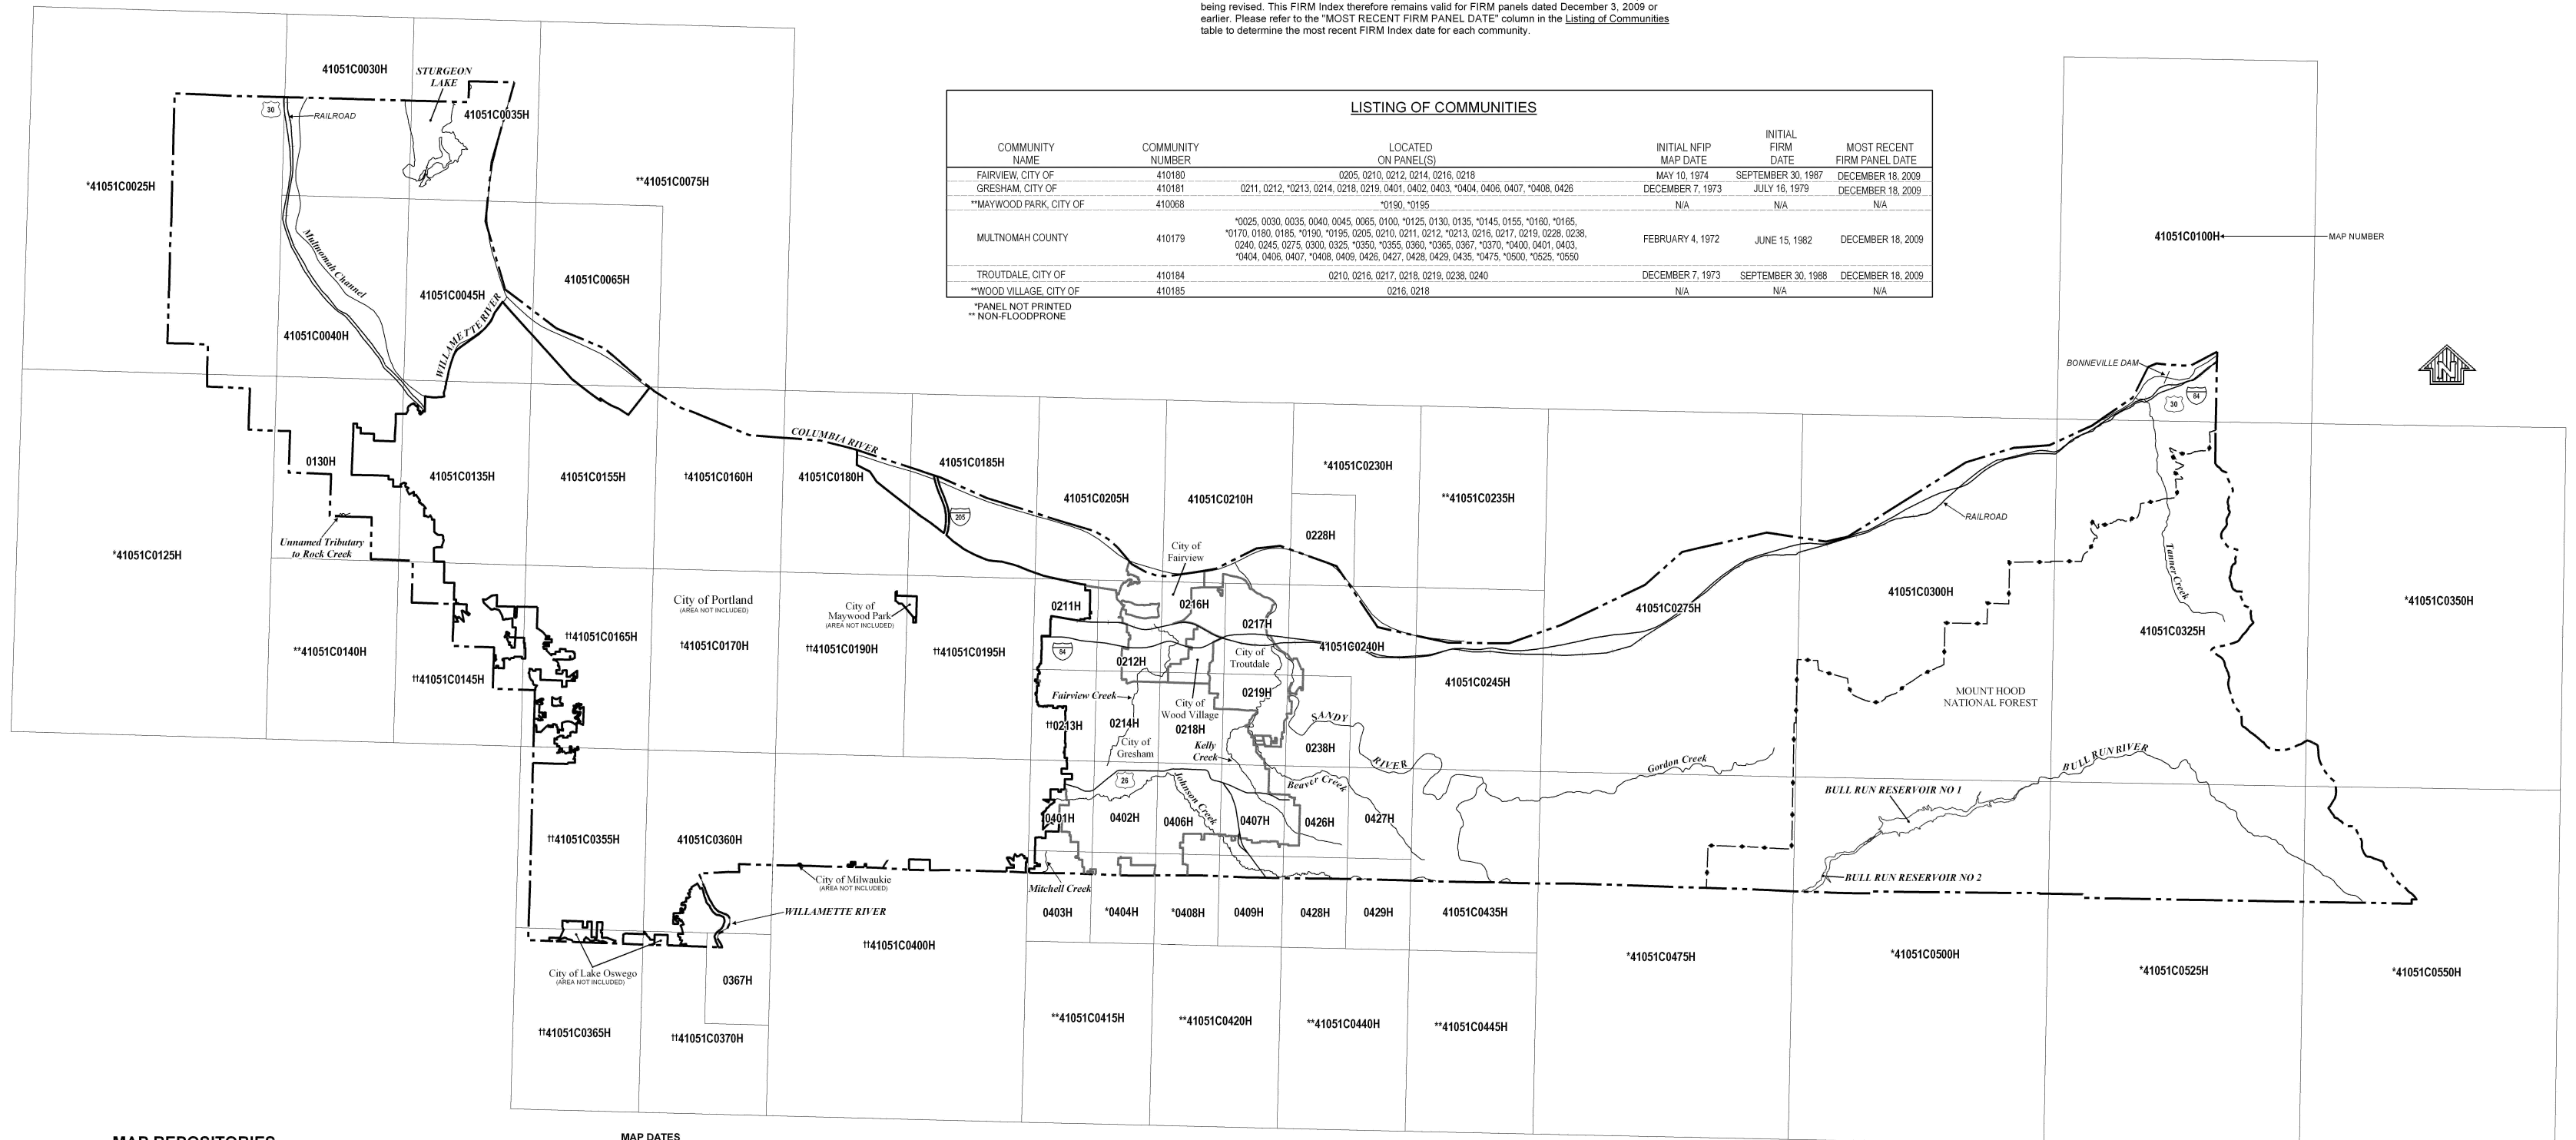 being revised. This FIRM Index therefore remains valid for FIRM panels dated December 3, 2009 or
earlier. Please refer to the "MOST RECENT FIRM PANEL DATE" column in the Listing of Communities
table to determine the most recent FIRM Index date for each community.
LISTING OF COMMUNITIES
COMMUNITY NAME COMMUNITY NUMBER LOCATED ON PANEL(S) INITIAL NFIP MAP DATE INITIAL FIRM DATE MOST RECENT FIRM PANEL DATE
FAIRVIEW, CITY OF 410180 0205, 0210, 0212, 0214, 0216, 0218 MAY 10, 1974 SEPTEMBER 30, 1987 DECEMBER 18, 2009
GRESHAM, CITY OF 410181 0211, 0212, *0213, 0214, 0218, 0219, 0401, 0402, 0403, *0404, 0406, 0407, *0408, 0426 DECEMBER 7, 1973 JULY 16, 1979 DECEMBER 18, 2009
**MAYWOOD PARK, CITY OF 410068 *0190, *0195 N/A N/A N/A
*0025, 0030, 0035, 0040, 0045, 0065, 0100, *0125, 0130, 0135, *0145, 0155, *0160, *0165,
MULTNOMAH COUNTY 410179 *0170, 0180, 0185, *0190, *0195, 0205, 0210, 0211, 0212, *0213, 0216, 0217, 0219, 0228, 0238,
0240, 0245, 0275, 0300, 0325, *0350, *0355, 0360, *0365, 0367, *0370, *0400, 0401, 0403, FEBRUARY 4, 1972 JUNE 15, 1982 DECEMBER 18, 2009
*0404, 0406, 0407, *0408, 0409, 0426, 0427, 0428, 0429, 0435, *0475, *0500, *0525, *0550
TROUTDALE, CITY OF 410184 0210, 0216, 0217, 0218, 0219, 0238, 0240 DECEMBER 7, 1973 SEPTEMBER 30, 1988 DECEMBER 18, 2009
**WOOD VILLAGE, CITY OF 410185 0216, 0218 N/A N/A N/A
*PANEL NOT PRINTED
** NON-FLOODPRONE
41051C0030H
STURGEON
LAKE
30
RAILROAD
41051C0035H
*41051C0025H
**41051C0075H
Multnomah Channel
41051C0065H
41051C0045H
WILLAMETTE RIVER
41051C0040H
41051C0100H
MAP NUMBER
BONNEVILLE DAM
N
84
30
COLUMBIA RIVER
0130H
41051C0135H
41051C0155H
†41051C0160H
41051C0180H
41051C0185H
205
41051C0205H
41051C0210H
*41051C0230H
**41051C0235H
RAILROAD
Unnamed Tributary
to Rock Creek
*41051C0125H
City of
Fairview
0228H
Tanner Creek
City of Portland
(AREA NOT INCLUDED)
City of
Maywood Park
(AREA NOT INCLUDED)
0211H
0216H
0217H
41051C0275H
41051C0300H
*41051C0350H
41051C0325H
**41051C0140H
††41051C0165H
†41051C0170H
††41051C0190H
††41051C0195H
84
0212H
City of
Troutdale
41051C0240H
††41051C0145H
41051C0245H
Fairview Creek
0219H
City of
Wood Village
MOUNT HOOD
NATIONAL FOREST
††0213H
0214H
0218H
SANDY
RIVER
City of
Gresham
Kelly
Creek
0238H
Gordon Creek
BULL RUN RIVER
26
Johnson Creek
Beaver Creek
BULL RUN RESERVOIR NO 1
0401H
0402H
0406H
0407H
0426H
0427H
††41051C0355H
41051C0360H
City of Milwaukie
(AREA NOT INCLUDED)
Mitchell Creek
BULL RUN RESERVOIR NO 2
WILLAMETTE RIVER
0403H
*0404H
*0408H
0409H
0428H
0429H
41051C0435H
††41051C0400H
City of Lake Oswego
(AREA NOT INCLUDED)
0367H
*41051C0475H
*41051C0500H
*41051C0525H
*41051C0550H
††41051C0365H
††41051C0370H
**41051C0415H
**41051C0420H
**41051C0440H
**41051C0445H
MAP REPOSITORIES
MAP DATES